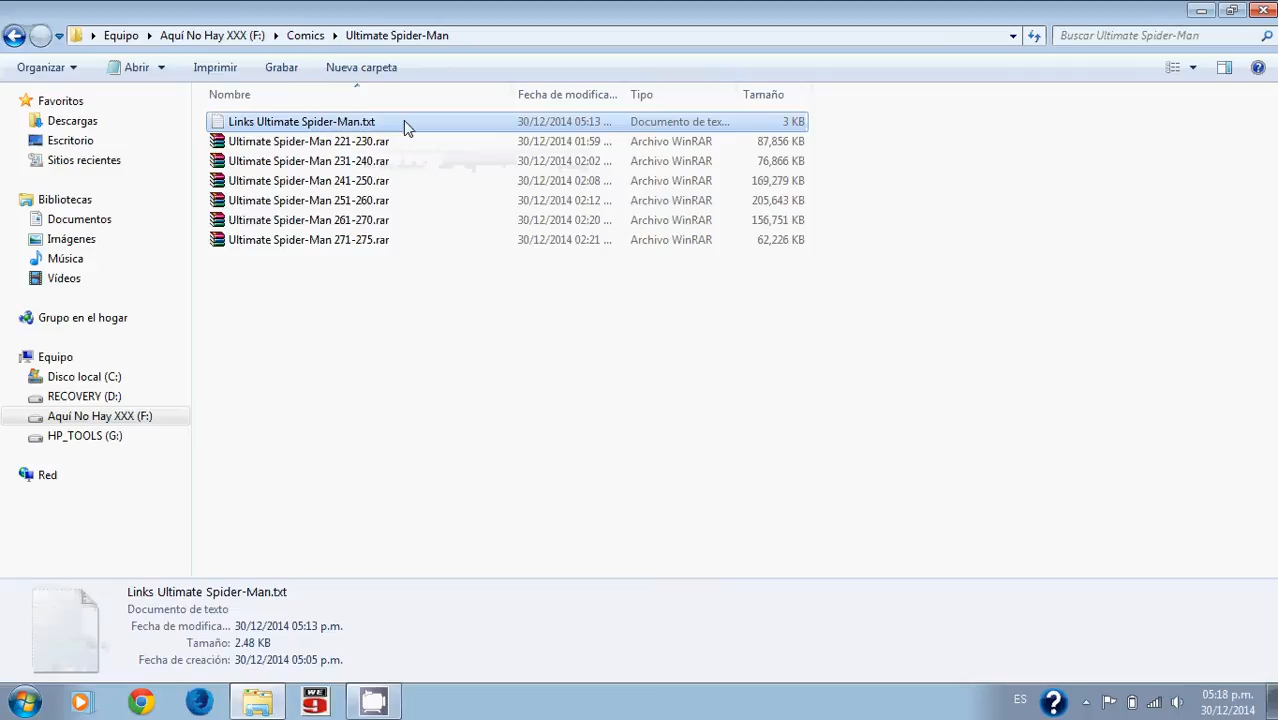 Equipo Aquí No Hay XXX (F:) Comics Ultimate Spider-Man
Buscar Ultimate Spider-Man
Organizar Abrir Imprimir Grabar Nueva carpeta
Favoritos
Descargas
Escritorio
Sitios recientes
Bibliotecas
Documentos
Imágenes
Música
Vídeos
Grupo en el hogar
Equipo
Disco local (C:)
RECOVERY (D:)
Aquí No Hay XXX (F:)
HP_TOOLS (G:)
Red
Nombre Fecha de modifica... Tipo Tamaño
Links Ultimate Spider-Man.txt 30/12/2014 05:13 ... Documento de tex... 3 KB
Ultimate Spider-Man 221-230.rar 30/12/2014 01:59 ... Archivo WinRAR 87,856 KB
Ultimate Spider-Man 231-240.rar 30/12/2014 02:02 ... Archivo WinRAR 76,866 KB
Ultimate Spider-Man 241-250.rar 30/12/2014 02:08 ... Archivo WinRAR 169,279 KB
Ultimate Spider-Man 251-260.rar 30/12/2014 02:12 ... Archivo WinRAR 205,643 KB
Ultimate Spider-Man 261-270.rar 30/12/2014 02:20 ... Archivo WinRAR 156,751 KB
Ultimate Spider-Man 271-275.rar 30/12/2014 02:21 ... Archivo WinRAR 62,226 KB
Links Ultimate Spider-Man.txt
Documento de texto
Fecha de modifica... 30/12/2014 05:13 p.m.
Tamaño: 2.48 KB
Fecha de creación: 30/12/2014 05:05 p.m.
WE 9
ES
05:18 p.m.
30/12/2014